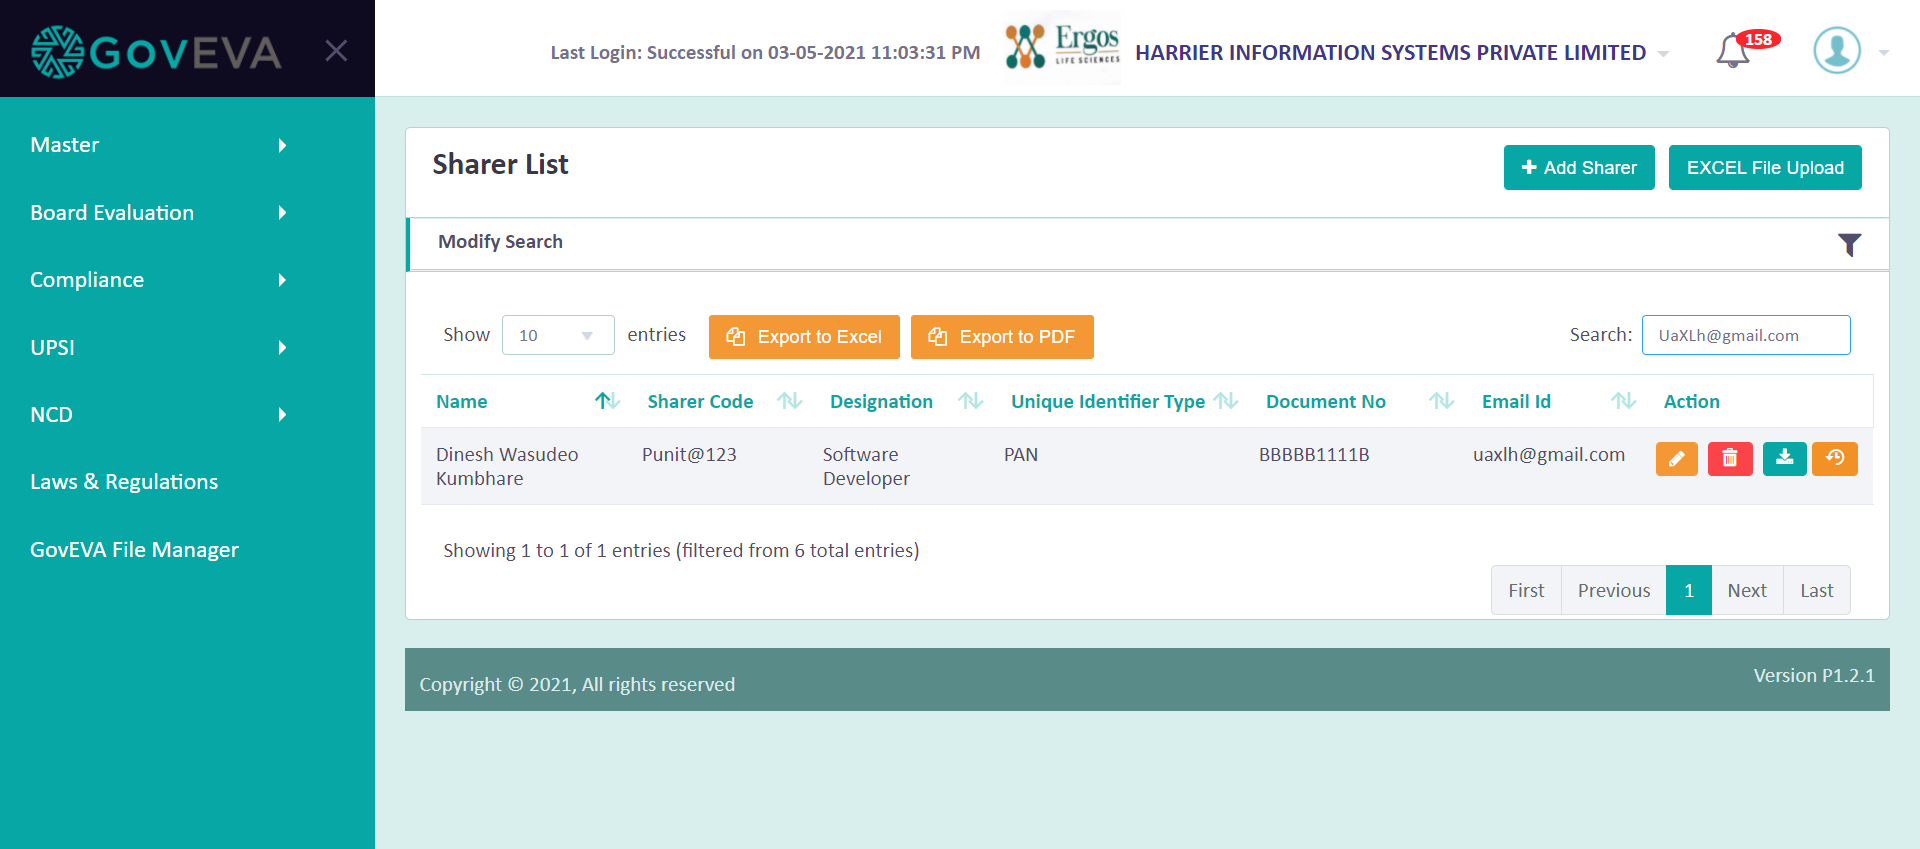 GOVEVA
Last Login: Successful on 03-05-2021 11:03:31 PM
Ergos
LIFE SCIENCES
HARRIER INFORMATION SYSTEMS PRIVATE LIMITED
158
Master
Board Evaluation
Compliance
UPSI
NCD
Laws & Regulations
GovEVA File Manager
Sharer List
Add Sharer
EXCEL File Upload
Modify Search
Show 10 entries
Export to Excel
Export to PDF
Search: UaXLh@gmail.com
Name Sharer Code Designation Unique Identifier Type Document No Email Id Action
Dinesh Wasudeo Punit@123 Software PAN BBBBB1111B uaxlh@gmail.com
Kumbhare Developer
Showing 1 to 1 of 1 entries (filtered from 6 total entries)
First Previous 1 Next Last
Copyright © 2021, All rights reserved
Version P1.2.1